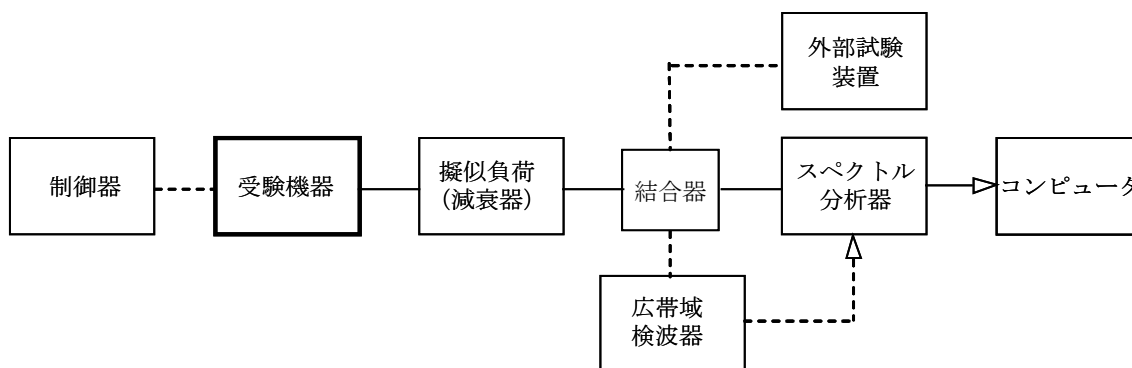 外部試験
装置
制御器
受験機器
擬似負荷
(減衰器)
結合器
スペクトル
分析器
コンピュータ
広帯域
検波器